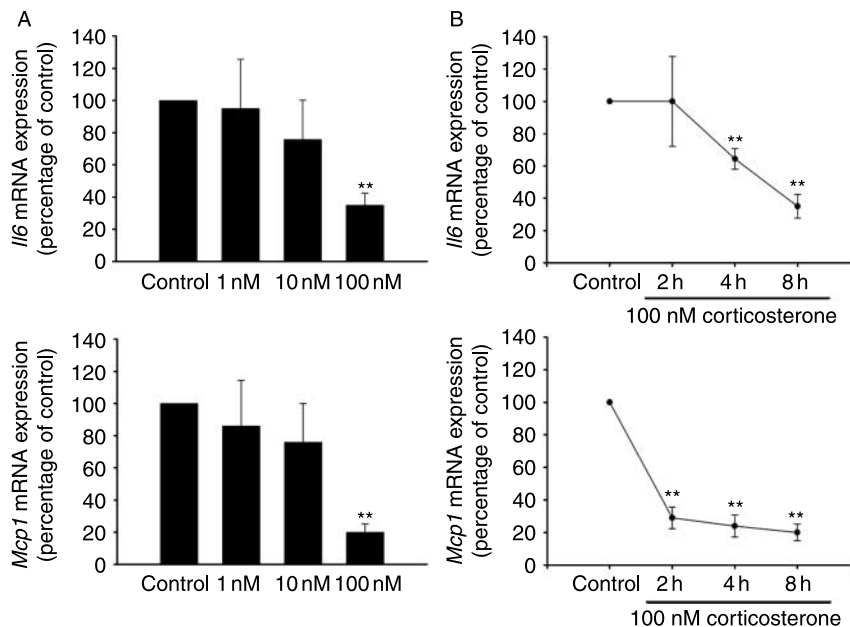 A
Il6 mRNA expression
(percentage of control)
140
120
100
80
60
40
20
0
**
Control 1 nM 10 nM 100 nM
B
Il6 mRNA expression
(percentage of control)
140
120
100
80
60
40
20
0
**
**
Control 2 h 4 h 8 h
100 nM corticosterone
Mcp1 mRNA expression
(percentage of control)
140
120
100
80
60
40
20
0
**
Control 1 nM 10 nM 100 nM
Mcp1 mRNA expression
(percentage of control)
140
120
100
80
60
40
20
0
** ** **
Control 2 h 4 h 8 h
100 nM corticosterone